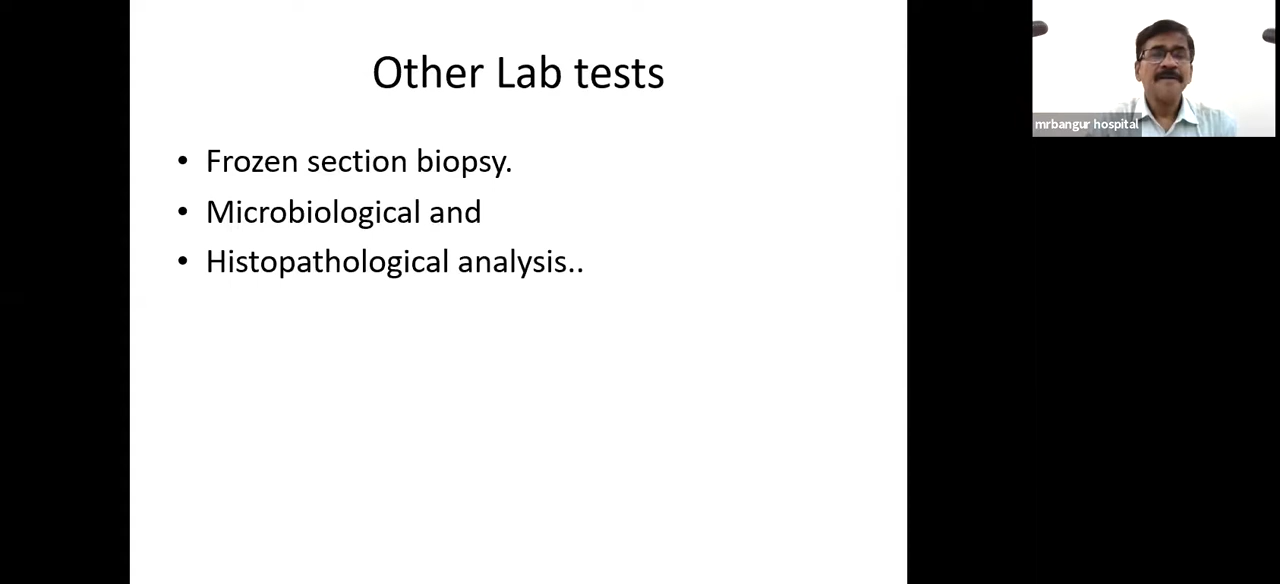 Other Lab tests
• Frozen section biopsy.
• Microbiological and
• Histopathological analysis..
mrbangur hospital